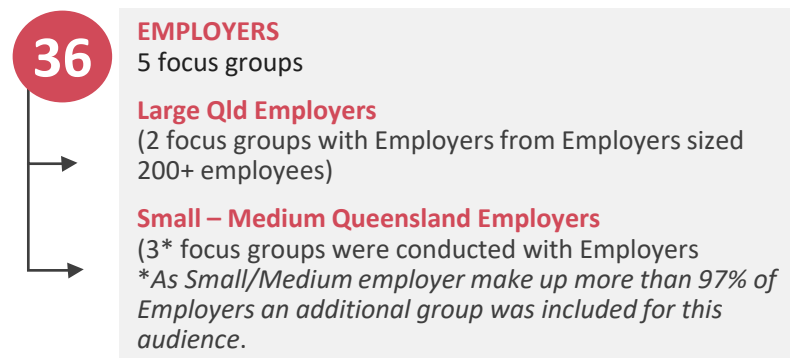 36
EMPLOYERS
5 focus groups
Large Qld Employers
(2 focus groups with Employers from Employers sized
200+ employees)
Small – Medium Queensland Employers
(3* focus groups were conducted with Employers
*As Small/Medium employer make up more than 97% of
Employers an additional group was included for this
audience.